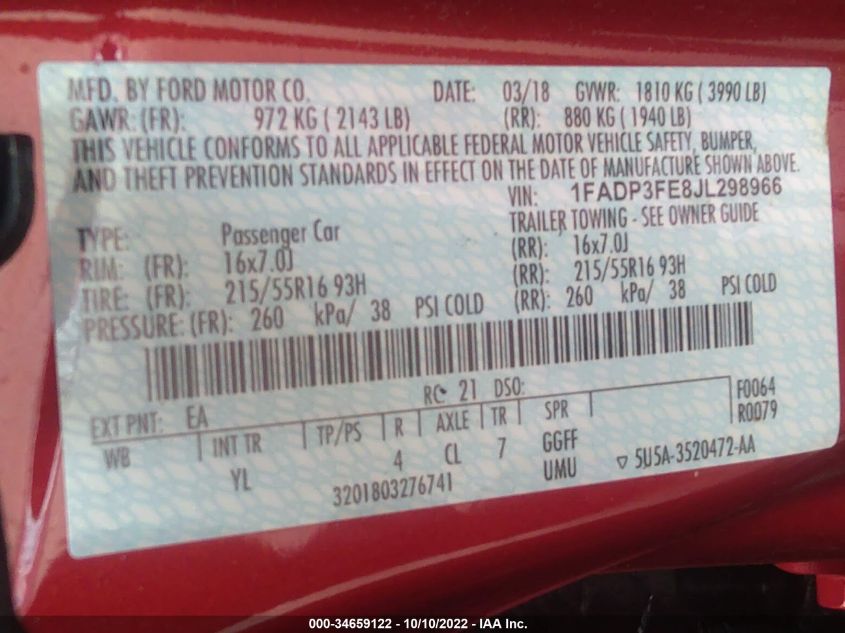 MFD. BY FORD MOTOR CO. DATE: 03/18 GVWR: 1810 KG ( 3990 LB)
GAWR: (FR): 972 KG ( 2143 LB) (RR): 880 KG ( 1940 LB)
THIS VEHICLE CONFORMS TO ALL APPLICABLE FEDERAL MOTOR VEHICLE SAFETY, BUMPER,
AND THEFT PREVENTION STANDARDS IN EFFECT ON THE DATE OF MANUFACTURE SHOWN ABOVE.
VIN: 1FADP3FE8JL298966
TRAILER TOWING - SEE OWNER GUIDE
TYPE: Passenger Car
RIM: (FR): 16x7.0J (RR): 16x7.0J
TIRE: (FR): 215/55R16 93H (RR): 215/55R16 93H
PRESSURE: (FR): 260 kPa/ 38 PSI COLD (RR): 260 kPa/ 38 PSI COLD
RC: 21 DSO:
EXT PNT: EA F0064
WB INT TR TP/PS R AXLE TR SPR R0079
YL 4 CL 7 GGFF
UMU ▽ 5U5A-3520472-AA
3201803276741
000-34659122 - 10/10/2022 - IAA Inc.